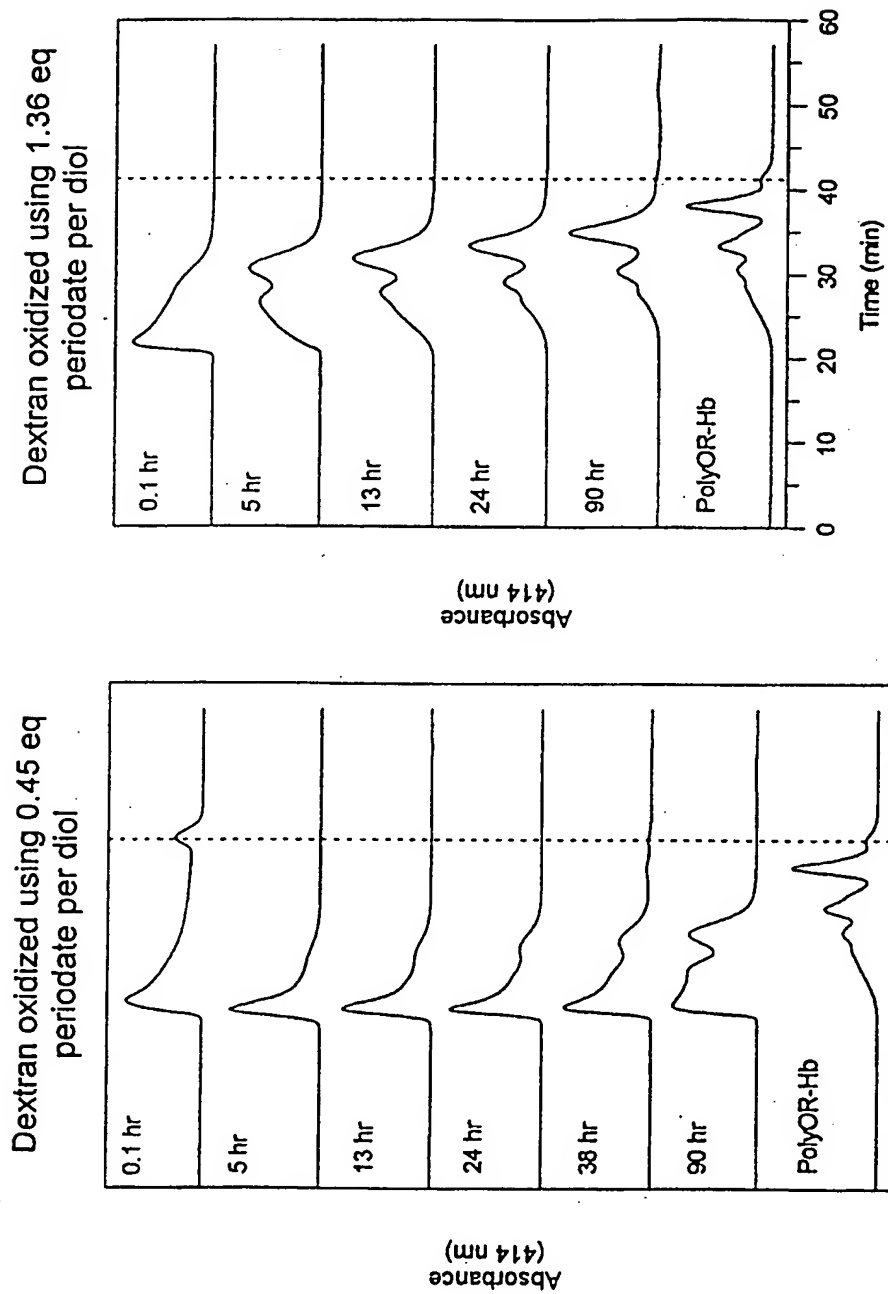 Dextran oxidized using 0.45 eq
periodate per diol
0.1 hr
5 hr
13 hr
24 hr
38 hr
90 hr
PolyOR-Hb
Absorbance
(414 nm)
Dextran oxidized using 1.36 eq
periodate per diol
0.1 hr
5 hr
13 hr
24 hr
90 hr
PolyOR-Hb
Absorbance
(414 nm)
0 10 20 30 40 50 60
Time (min)